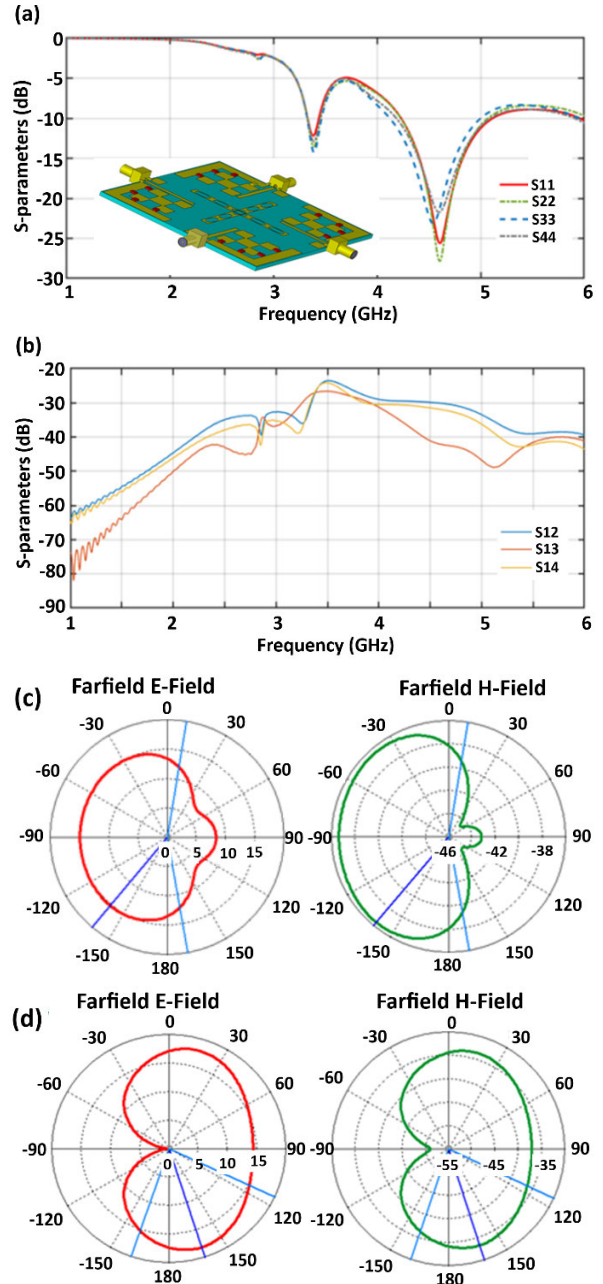 (a)
0
-5
-10
-15
-20
-25
-30
S-parameters (dB)
S11
S22
S33
S44
1 2 3 4 5 6
Frequency (GHz)
(b)
-20
-30
-40
-50
-60
-70
-80
-90
S-parameters (dB)
S12
S13
S14
1 2 3 4 5 6
Frequency (GHz)
(c)
Farfield E-Field
0
-30 30
-60 60
-90 0 5 10 15 90
-120 120
-150 150
180
Farfield H-Field
0
-30 30
-60 60
-90 -46 -42 -38 90
-120 120
-150 150
180
(d)
Farfield E-Field
0
-30 30
-60 60
-90 0 5 10 15 90
-120 120
-150 150
180
Farfield H-Field
0
-30 30
-60 60
-90 -55 -45 -35 90
-120 120
-150 150
180